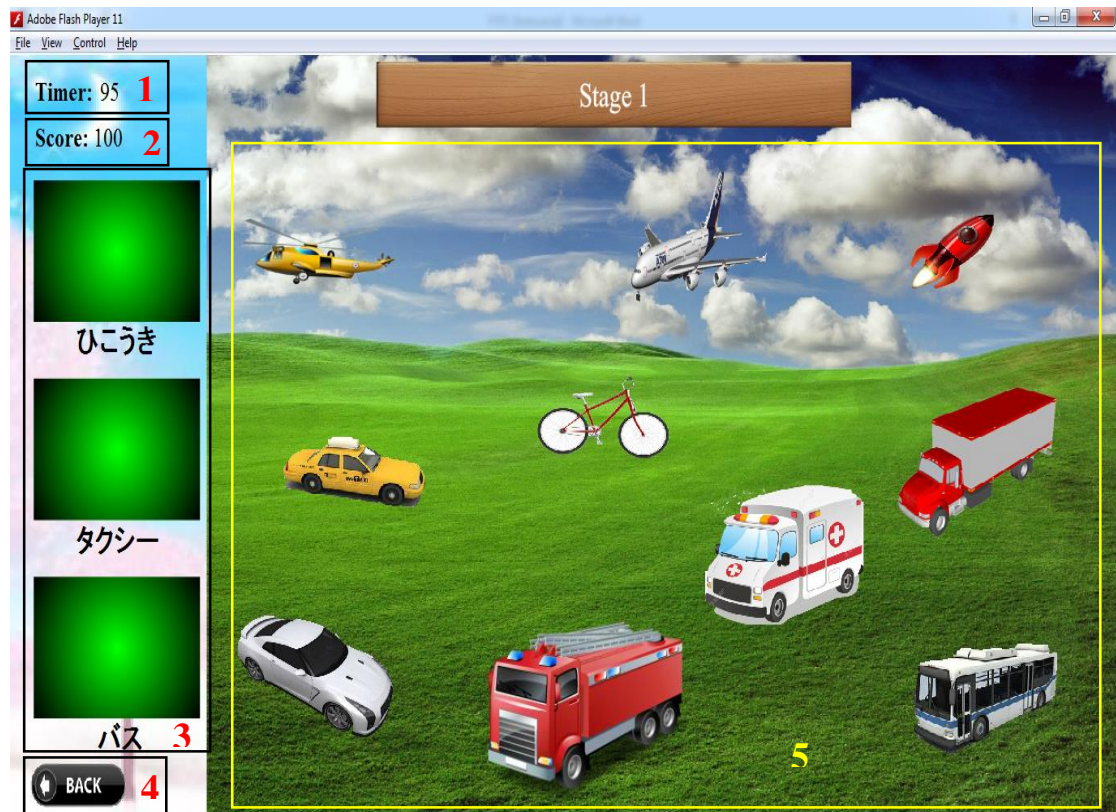 Adobe Flash Player 11
File View Control Help
Timer: 95 1
Score: 100 2
Stage 1
ひこうき
タクシー
バス 3
BACK 4
5